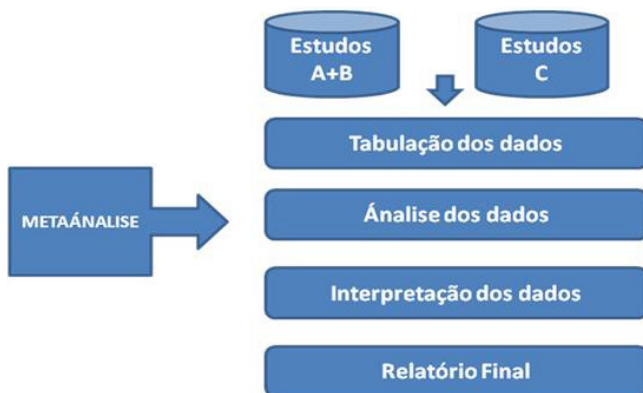 Estudos
A+B
Estudos
C
Tabulação dos dados
METAÁNALISE
Ánalise dos dados
Interpretação dos dados
Relatório Final